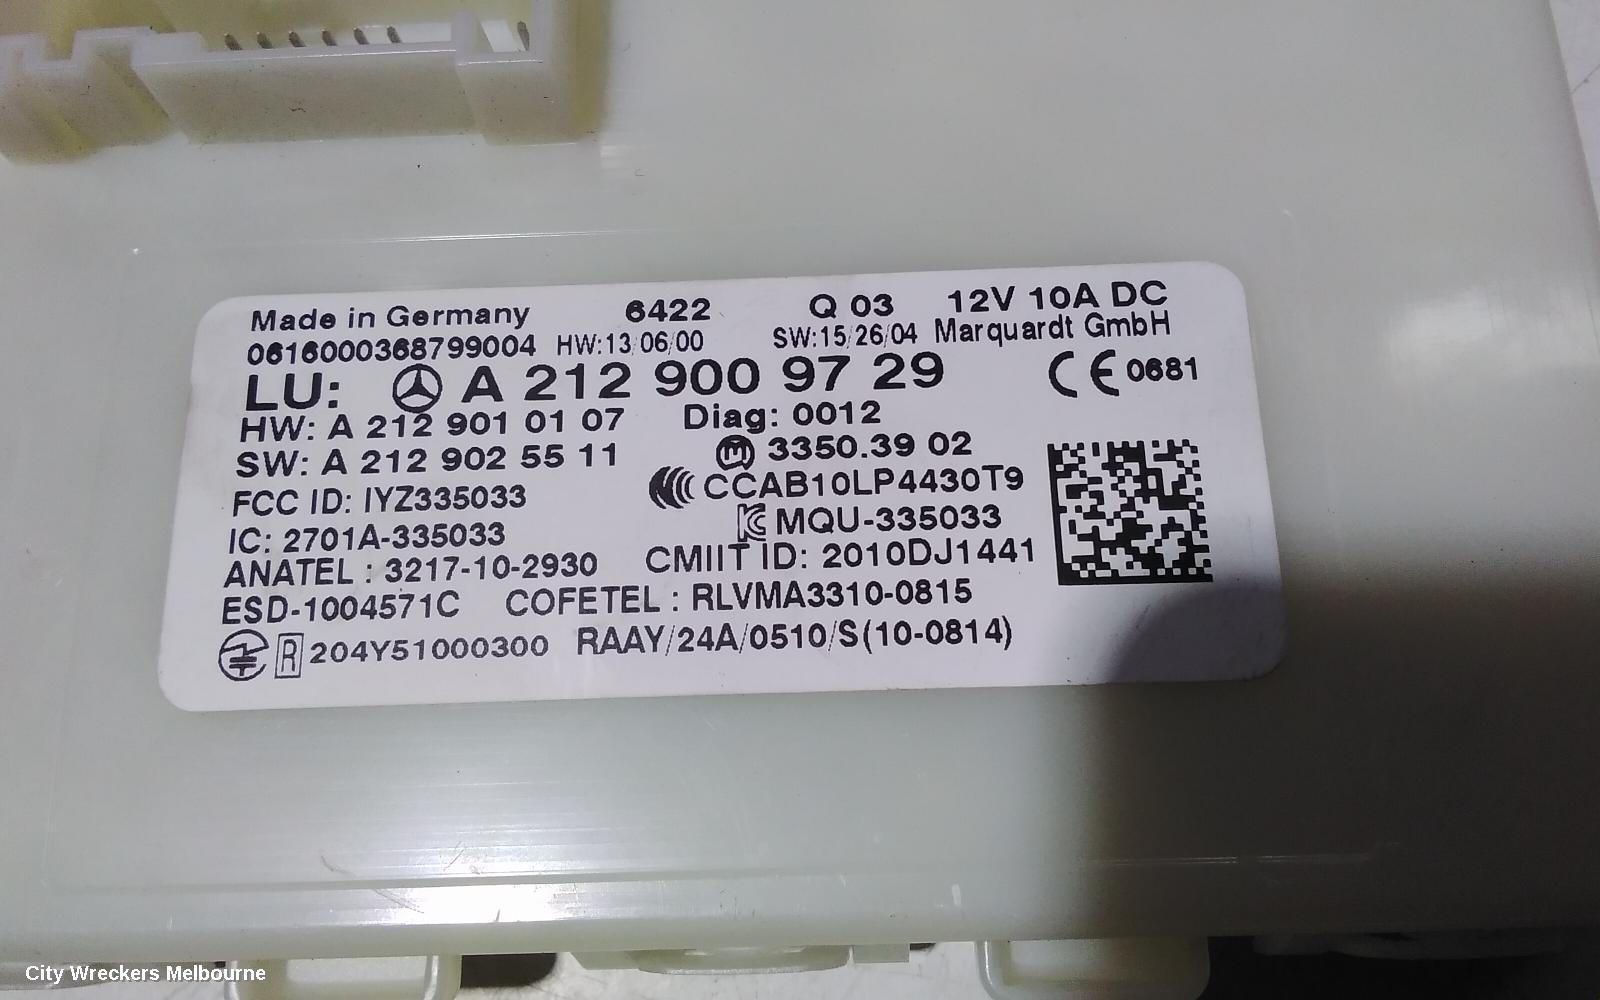 Made in Germany 6422 Q 03 12V 10A DC
0616000368799004 HW:13/06/00 SW:15/26/04 Marquardt GmbH
LU: A 212 900 97 29 CE 0681
HW: A 212 901 01 07 Diag: 0012
SW: A 212 902 55 11 M 3350.39 02
FCC ID: IYZ335033 CCAB10LP4430T9
IC: 2701A-335033 MQU-335033
ANATEL : 3217-10-2930 CMIIT ID: 2010DJ1441
ESD-1004571C COFETEL : RLVMA3310-0815
R 204Y51000300 RAAY/24A/0510/S(10-0814)
City Wreckers Melbourne